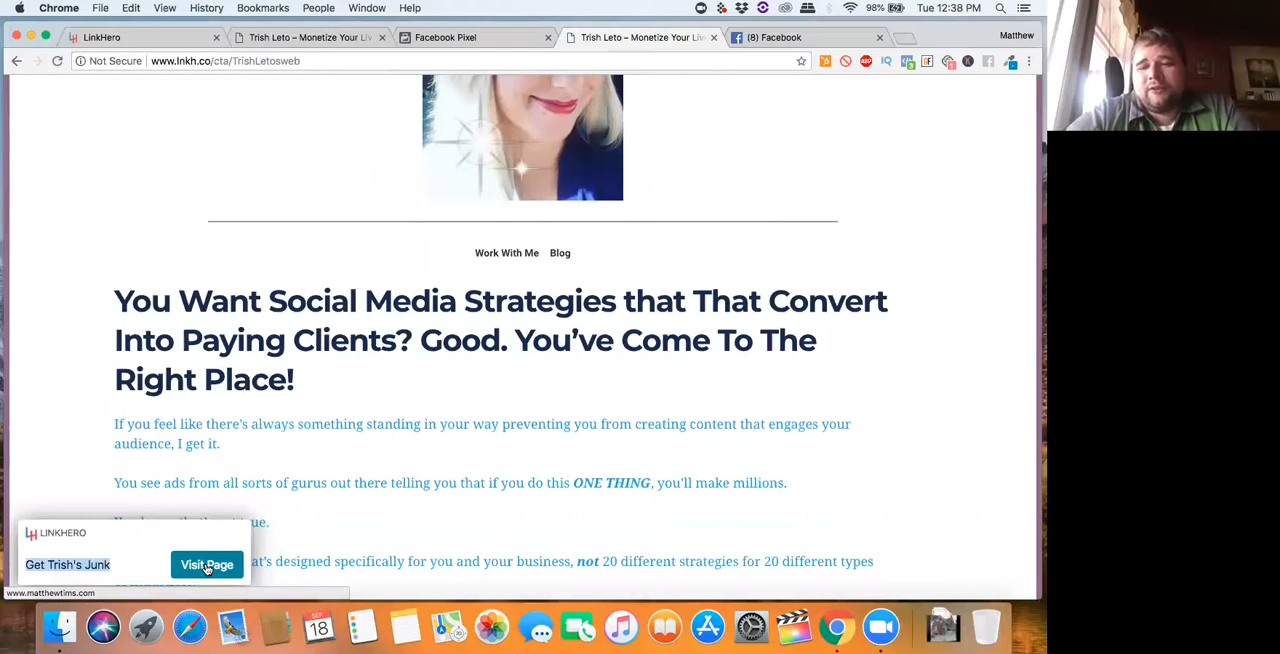 Chrome File Edit View History Bookmarks People Window Help 98% Tue 12:38 PM
LinkHero Trish Leto – Monetize Your Liv Facebook Pixel Trish Leto – Monetize Your Live (8) Facebook Matthew
Not Secure www.lnkh.co/cta/TrishLetosweb
Work With Me Blog
You Want Social Media Strategies that That Convert
Into Paying Clients? Good. You've Come To The
Right Place!
If you feel like there's always something standing in your way preventing you from creating content that engages your
audience, I get it.
You see ads from all sorts of gurus out there telling you that if you do this ONE THING, you'll make millions.
LINKHERO
Get Trish's Junk Visit Page
that's designed specifically for you and your business, not 20 different strategies for 20 different types
www.matthewtims.com
SEP
18